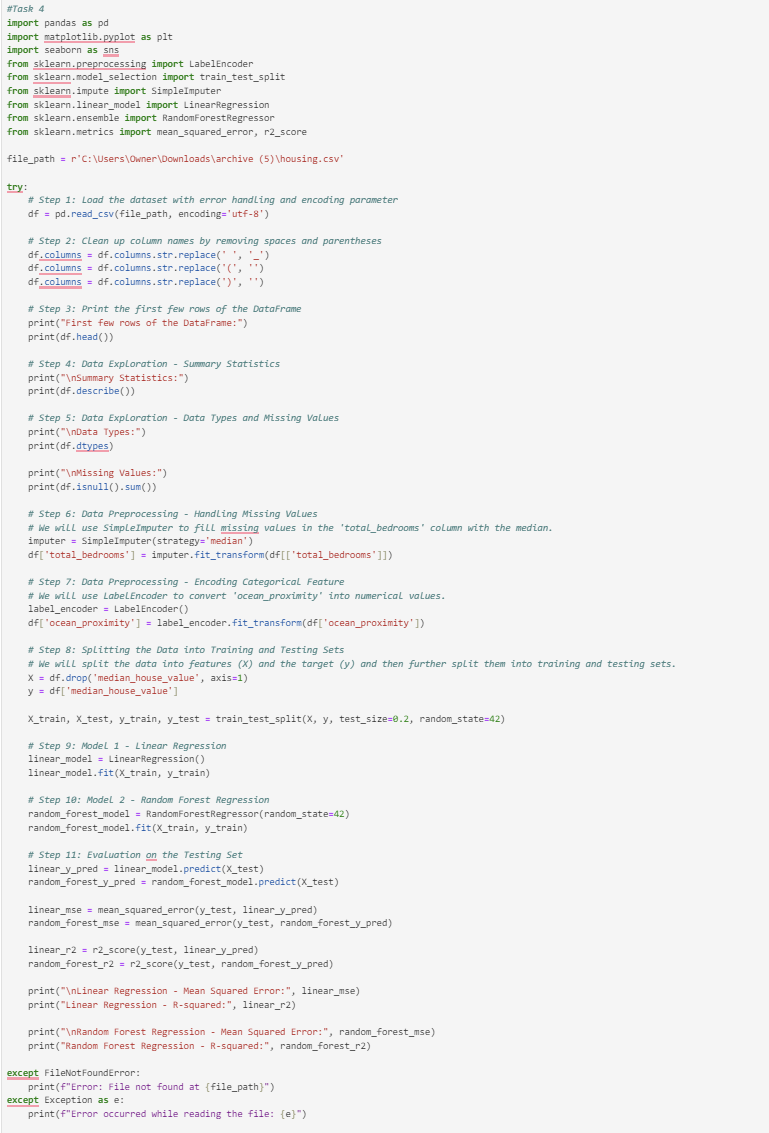 #Task 4
import pandas as pd
import matplotlib.pyplot as plt
import seaborn as sns
from sklearn.preprocessing import LabelEncoder
from sklearn.model_selection import train_test_split
from sklearn.impute import SimpleImputer
from sklearn.linear_model import LinearRegression
from sklearn.ensemble import RandomForestRegressor
from sklearn.metrics import mean_squared_error, r2_score

file_path = r'C:\Users\Owner\Downloads\archive (5)\housing.csv'

try:
    # Step 1: Load the dataset with error handling and encoding parameter
    df = pd.read_csv(file_path, encoding='utf-8')

    # Step 2: Clean up column names by removing spaces and parentheses
    df.columns = df.columns.str.replace(' ', '_')
    df.columns = df.columns.str.replace('(', '')
    df.columns = df.columns.str.replace(')', '')

    # Step 3: Print the first few rows of the DataFrame
    print("First few rows of the DataFrame:")
    print(df.head())

    # Step 4: Data Exploration - Summary Statistics
    print("\nSummary Statistics:")
    print(df.describe())

    # Step 5: Data Exploration - Data Types and Missing Values
    print("\nData Types:")
    print(df.dtypes)

    print("\nMissing Values:")
    print(df.isnull().sum())

    # Step 6: Data Preprocessing - Handling Missing Values
    # We will use SimpleImputer to fill missing values in the 'total_bedrooms' column with the median.
    imputer = SimpleImputer(strategy='median')
    df['total_bedrooms'] = imputer.fit_transform(df[['total_bedrooms']])

    # Step 7: Data Preprocessing - Encoding Categorical Feature
    # We will use LabelEncoder to convert 'ocean_proximity' into numerical values.
    label_encoder = LabelEncoder()
    df['ocean_proximity'] = label_encoder.fit_transform(df['ocean_proximity'])

    # Step 8: Splitting the Data into Training and Testing Sets
    # We will split the data into features (X) and the target (y) and then further split them into training and testing sets.
    X = df.drop('median_house_value', axis=1)
    y = df['median_house_value']

    X_train, X_test, y_train, y_test = train_test_split(X, y, test_size=0.2, random_state=42)

    # Step 9: Model 1 - Linear Regression
    linear_model = LinearRegression()
    linear_model.fit(X_train, y_train)

    # Step 10: Model 2 - Random Forest Regression
    random_forest_model = RandomForestRegressor(random_state=42)
    random_forest_model.fit(X_train, y_train)

    # Step 11: Evaluation on the Testing Set
    linear_y_pred = linear_model.predict(X_test)
    random_forest_y_pred = random_forest_model.predict(X_test)

    linear_mse = mean_squared_error(y_test, linear_y_pred)
    random_forest_mse = mean_squared_error(y_test, random_forest_y_pred)

    linear_r2 = r2_score(y_test, linear_y_pred)
    random_forest_r2 = r2_score(y_test, random_forest_y_pred)

    print("\nLinear Regression - Mean Squared Error:", linear_mse)
    print("Linear Regression - R-squared:", linear_r2)

    print("\nRandom Forest Regression - Mean Squared Error:", random_forest_mse)
    print("Random Forest Regression - R-squared:", random_forest_r2)

except FileNotFoundError:
    print(f"Error: File not found at {file_path}")
except Exception as e:
    print(f"Error occurred while reading the file: {e}")